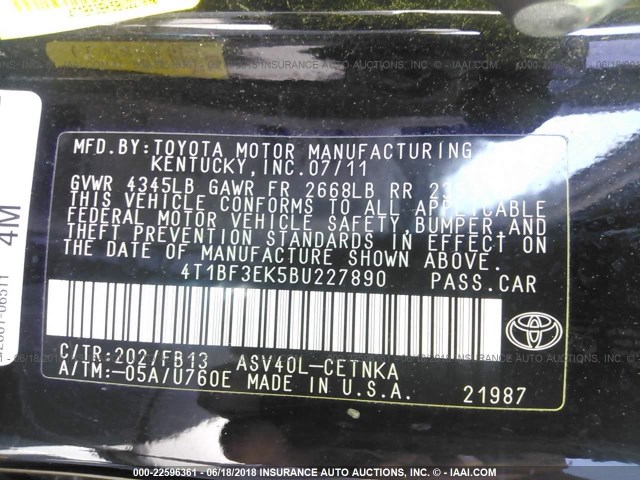 MFD.BY:TOYOTA MOTOR MANUFACTURING
KENTUCKY,INC.07/11
GVWR 4345LB GAWR FR 2668LB RR
THIS VEHICLE CONFORMS TO ALL APPLICABLE
FEDERAL MOTOR VEHICLE SAFETY,BUMPER,AND
THEFT PREVENTION STANDARDS IN EFFECT ON
THE DATE OF MANUFACTURE SHOWN ABOVE.
4T1BF3EK5BU227890 PASS.CAR
C/TR:202/FB13 ASV40L-CETNKA
A/TM:-05A/U760E MADE IN U.S.A.
21987
TOYOTA
4M
000-22596361 - 06/18/2018 INSURANCE AUTO AUCTIONS, INC. © - IAAI.COM